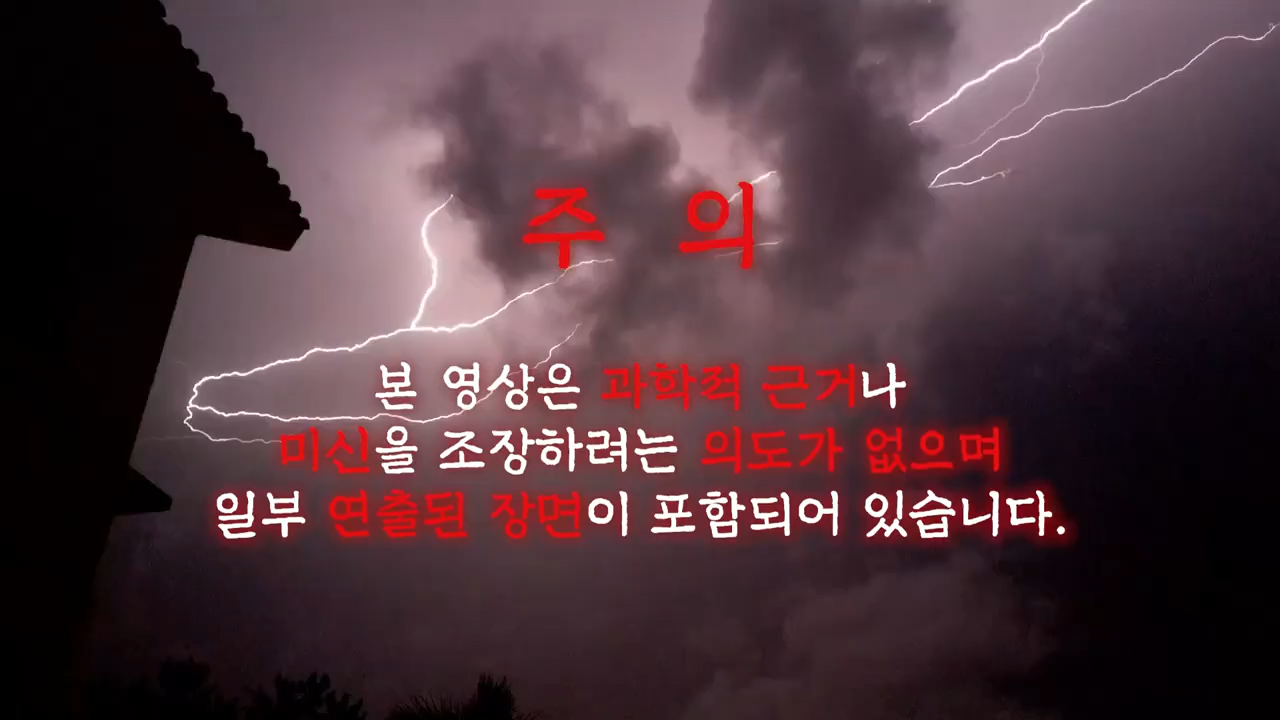 주 의
본 영상은 과학적 근거나
미신을 조장하려는 의도가 없으며
일부 연출된 장면이 포함되어 있습니다.